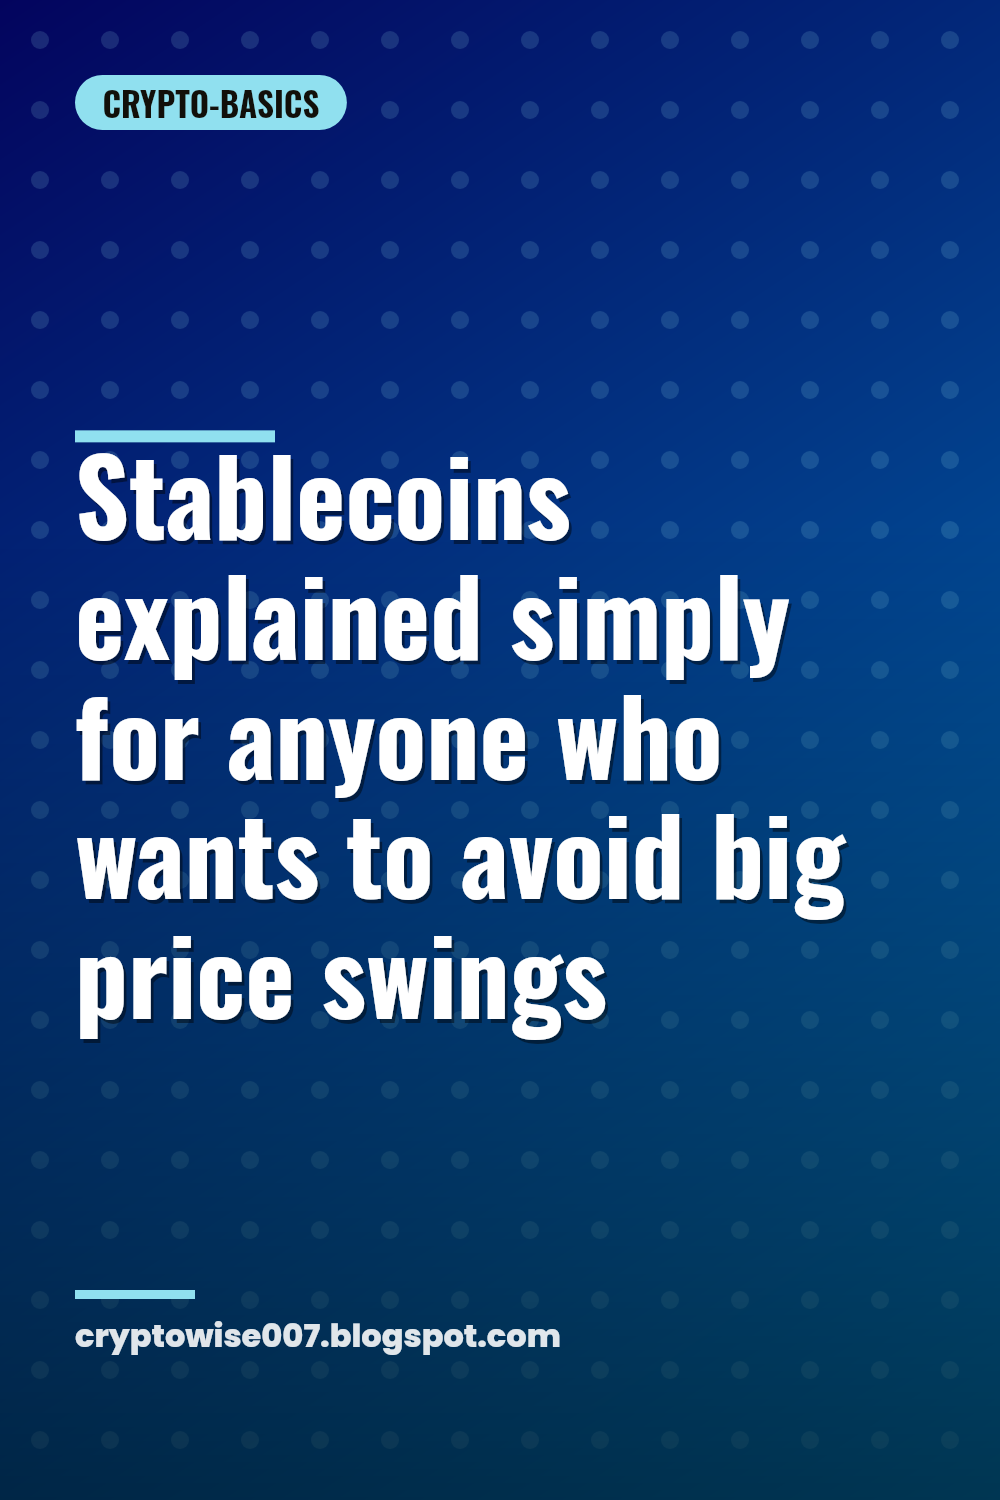 CRYPTO-BASICS
Stablecoins
explained simply
for anyone who
wants to avoid big
price swings
cryptowise007.blogspot.com